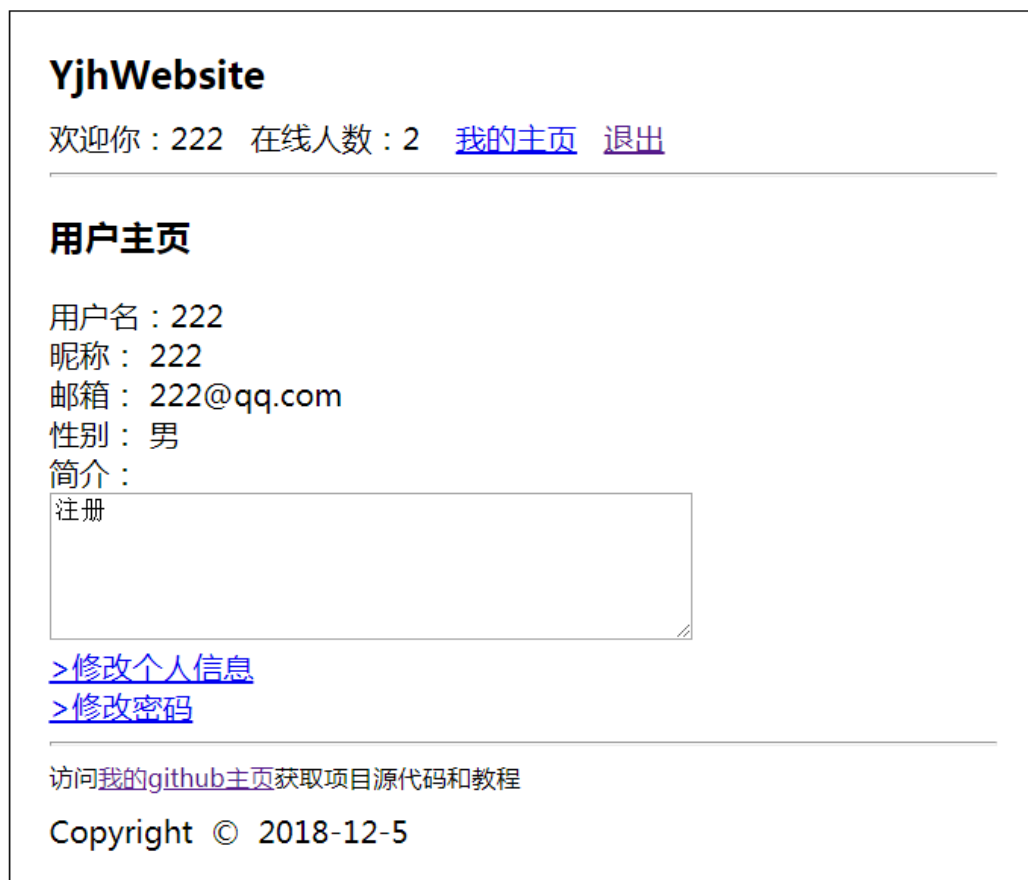 YjhWebsite
欢迎你：222 在线人数：2 我的主页 退出
用户主页
用户名：222
昵称： 222
邮箱： 222@qq.com
性别： 男
简介：
注册
>修改个人信息
>修改密码
访问我的github主页获取项目源代码和教程
Copyright © 2018-12-5